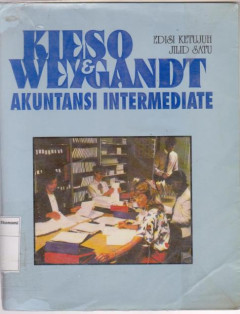 KIESO
& 
WEYGANDT
EDISI KETUJUH
JILID SATU
AKUNTANSI INTERMEDIATE